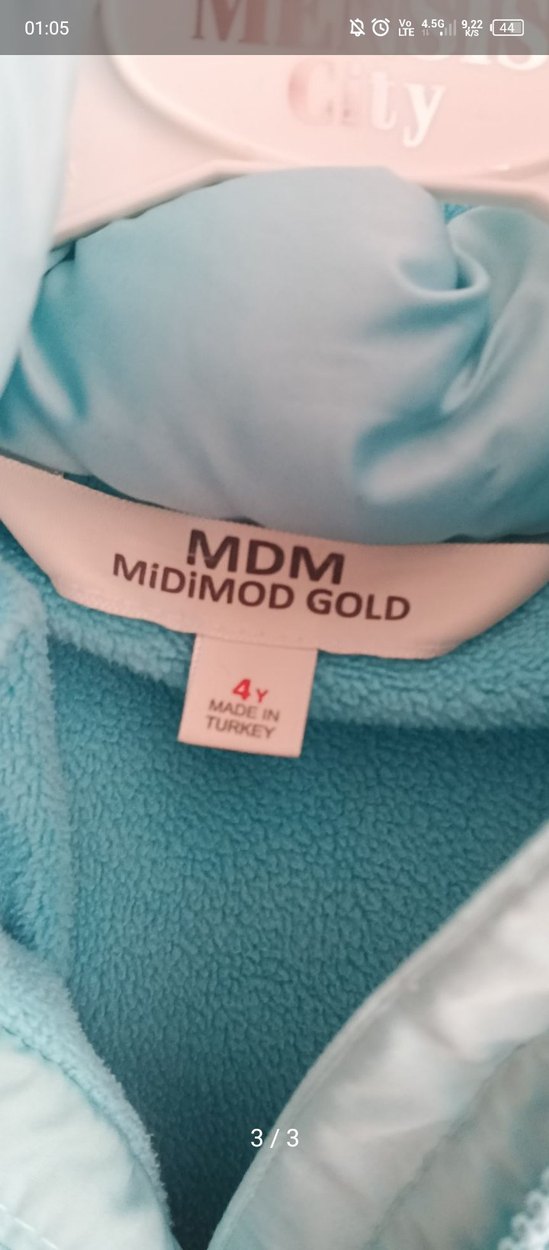 01:05
Vo
LTE
4.5G
9,22
K/S
44
City
MDM
MiDiMOD GOLD
4Y
MADE IN
TURKEY
3 / 3